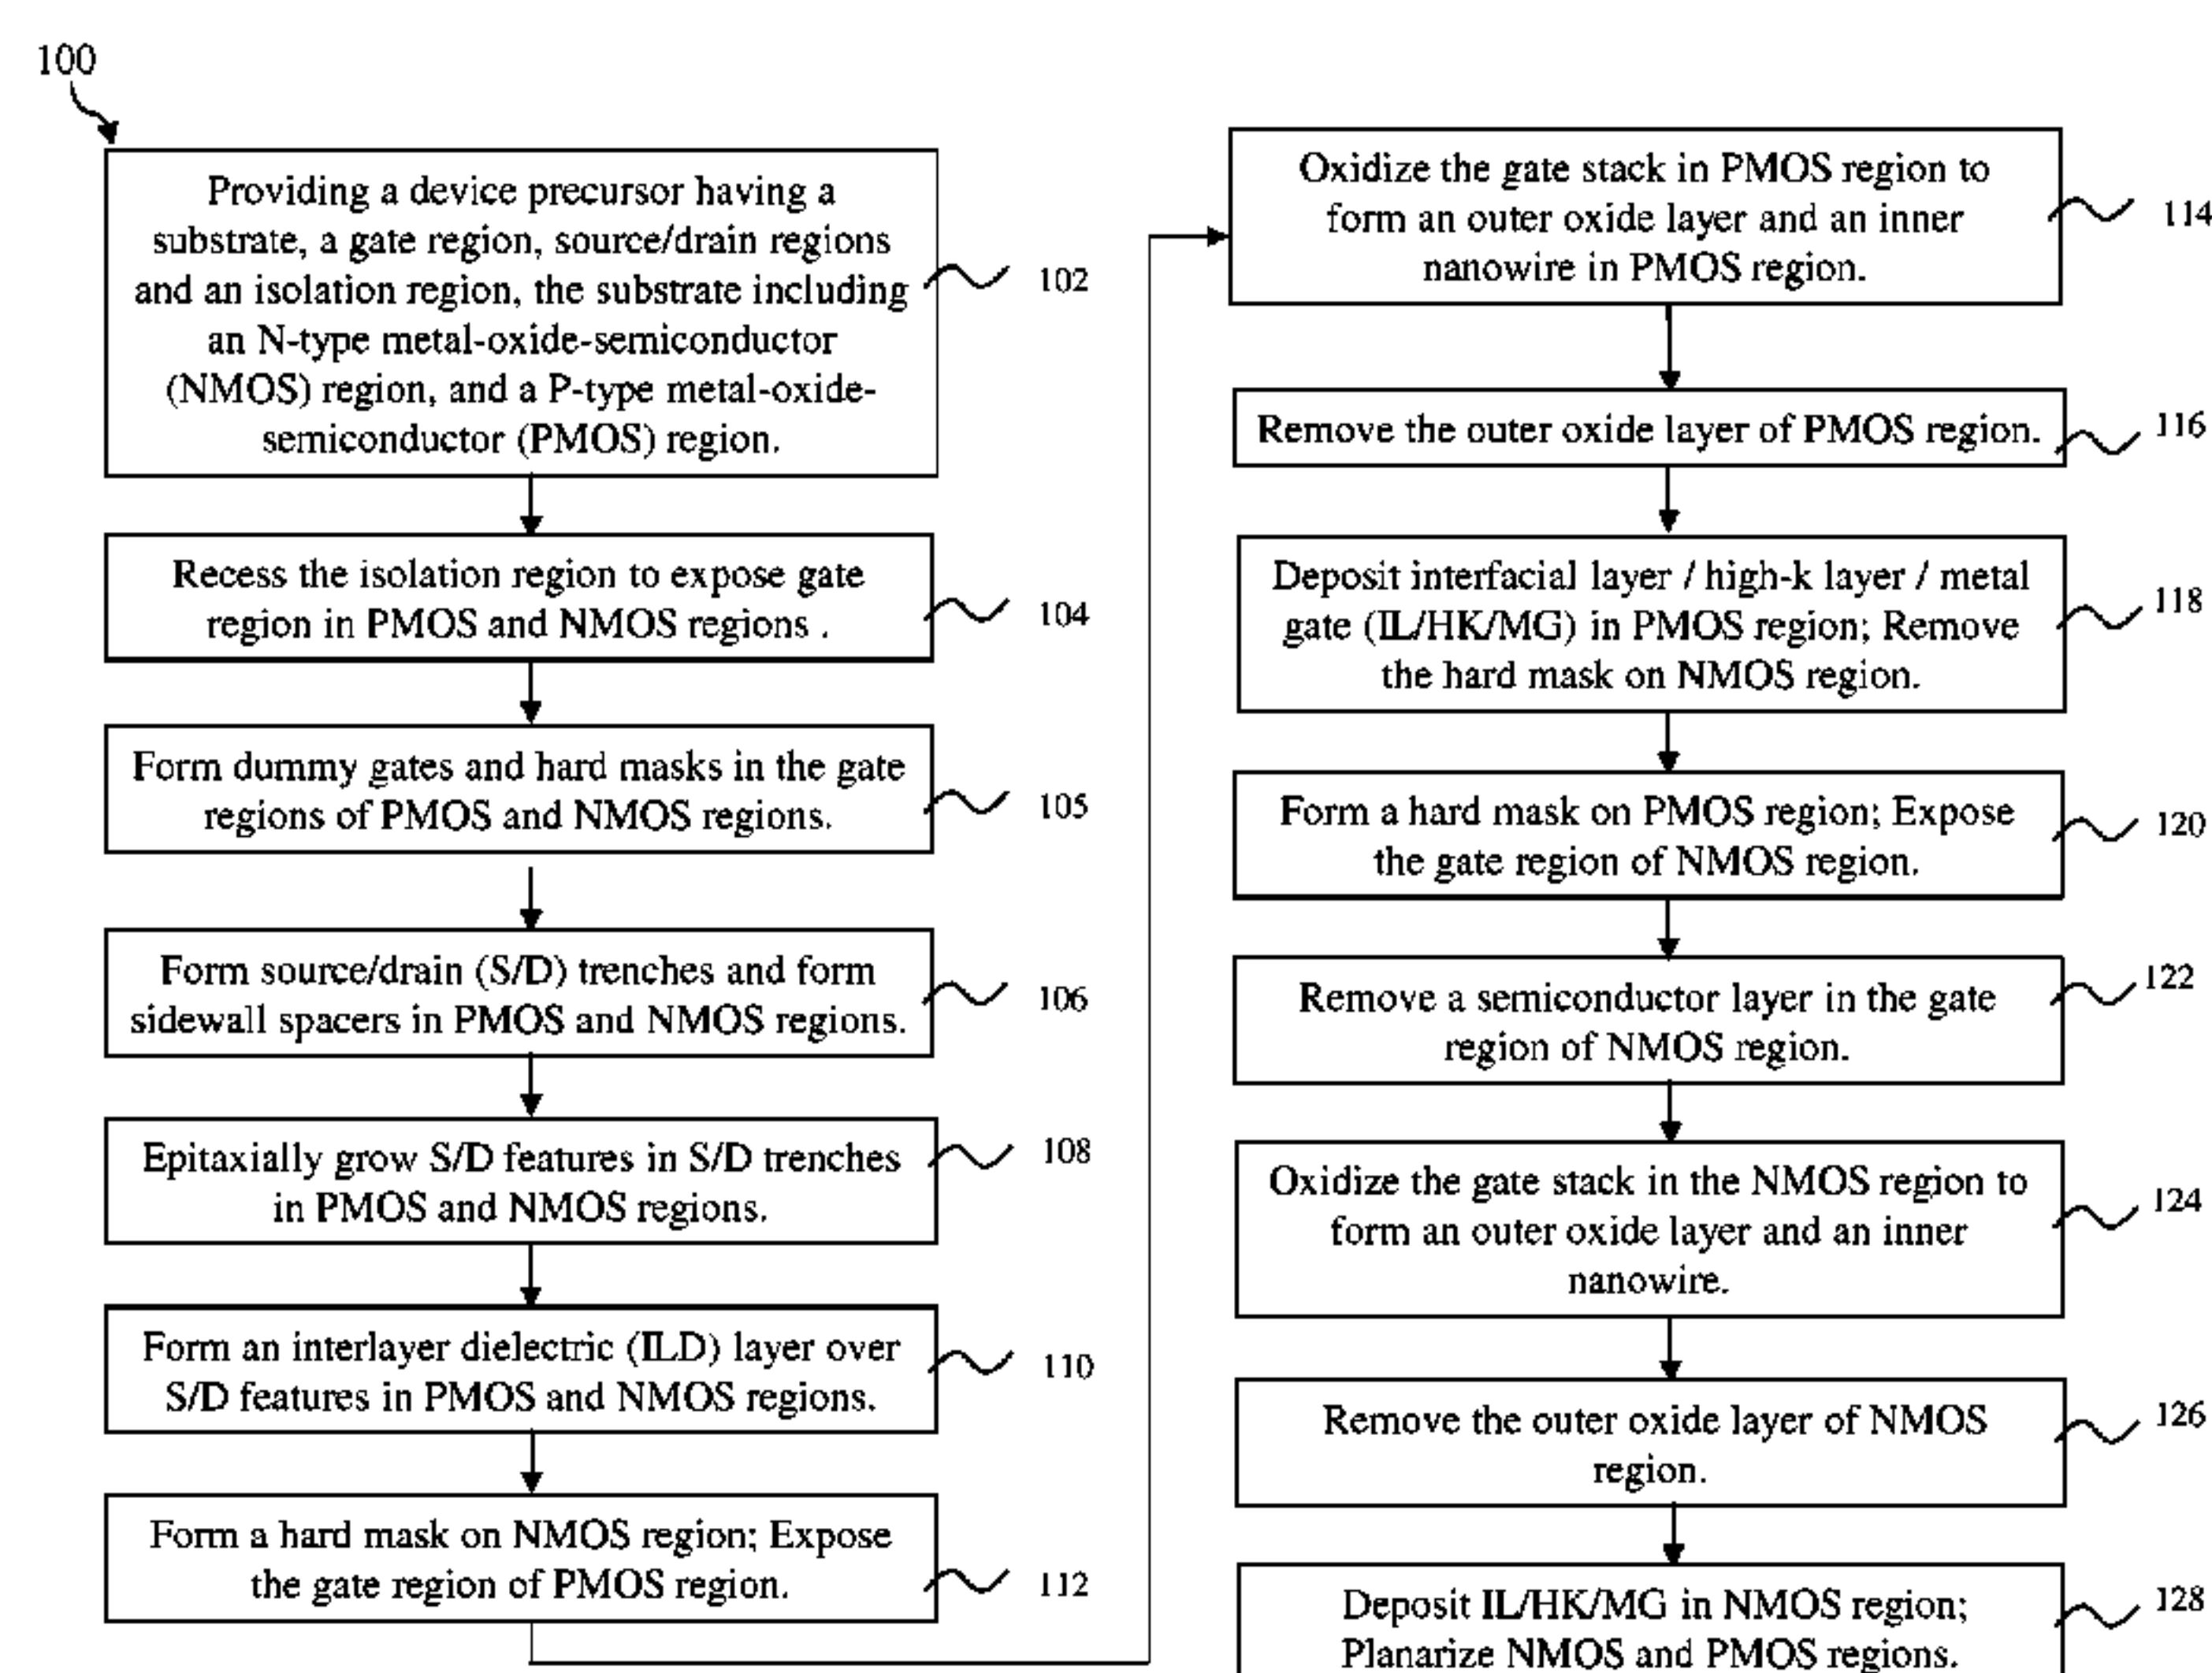 100
Providing a device precursor having a
substrate, a gate region, source/drain regions
and an isolation region, the substrate including
an N-type metal-oxide-semiconductor
(NMOS) region, and a P-type metal-oxide-
semiconductor (PMOS) region.
102
Recess the isolation region to expose gate
region in PMOS and NMOS regions .
104
Form dummy gates and hard masks in the gate
regions of PMOS and NMOS regions.
105
Form source/drain (S/D) trenches and form
sidewall spacers in PMOS and NMOS regions.
106
Epitaxially grow S/D features in S/D trenches
in PMOS and NMOS regions.
108
Form an interlayer dielectric (ILD) layer over
S/D features in PMOS and NMOS regions.
110
Form a hard mask on NMOS region; Expose
the gate region of PMOS region.
112
Oxidize the gate stack in PMOS region to
form an outer oxide layer and an inner
nanowire in PMOS region.
114
Remove the outer oxide layer of PMOS region.
116
Deposit interfacial layer / high-k layer / metal
gate (IL/HK/MG) in PMOS region; Remove
the hard mask on NMOS region.
118
Form a hard mask on PMOS region; Expose
the gate region of NMOS region.
120
Remove a semiconductor layer in the gate
region of NMOS region.
122
Oxidize the gate stack in the NMOS region to
form an outer oxide layer and an inner
nanowire.
124
Remove the outer oxide layer of NMOS
region.
126
Deposit IL/HK/MG in NMOS region;
Planarize NMOS and PMOS regions.
128